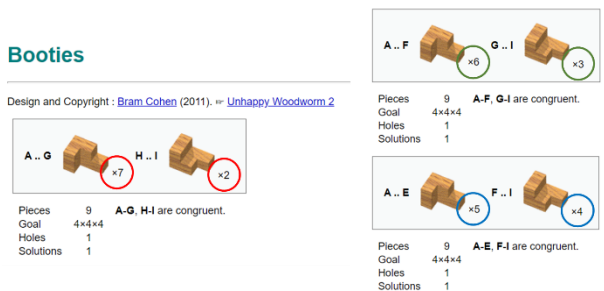 Booties
Design and Copyright : Bram Cohen (2011). ☞ Unhappy Woodworm 2
A .. G ×7 H .. I ×2
Pieces 9 A-G, H-I are congruent.
Goal 4×4×4
Holes 1
Solutions 1
A .. F ×6 G .. I ×3
Pieces 9 A-F, G-I are congruent.
Goal 4×4×4
Holes 1
Solutions 1
A .. E ×5 F .. I ×4
Pieces 9 A-E, F-I are congruent.
Goal 4×4×4
Holes 1
Solutions 1